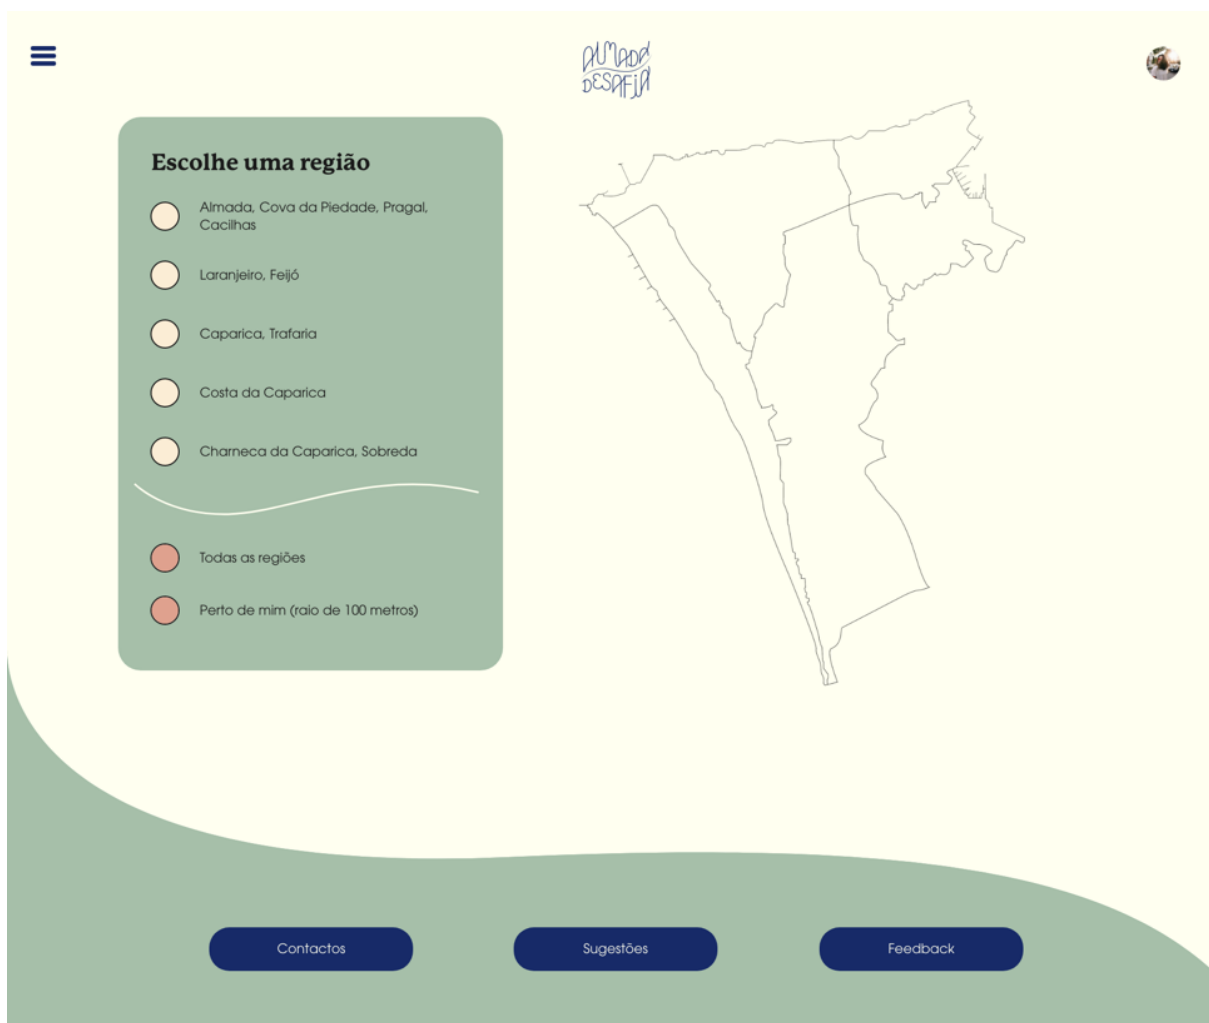 ALMADA
DESAFIA
Escolhe uma região
Almada, Cova da Piedade, Pragal,
Cacilhas
Laranjeiro, Feijó
Caparica, Trafaria
Costa da Caparica
Charneca da Caparica, Sobreda
Todas as regiões
Perto de mim (raio de 100 metros)
Contactos
Sugestões
Feedback